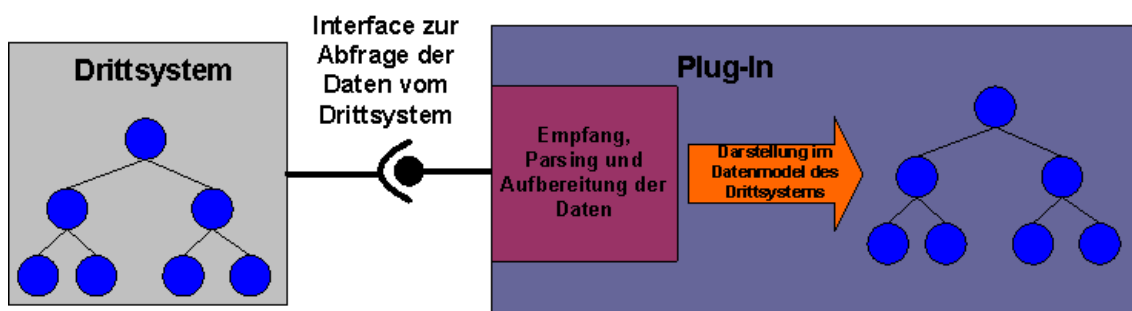 Drittsystem
Interface zur
Abfrage der
Daten vom
Drittsystem
Plug-In
Empfang,
Parsing und
Aufbereitung der
Daten
Darstellung im
Datenmodel des
Drittsystems